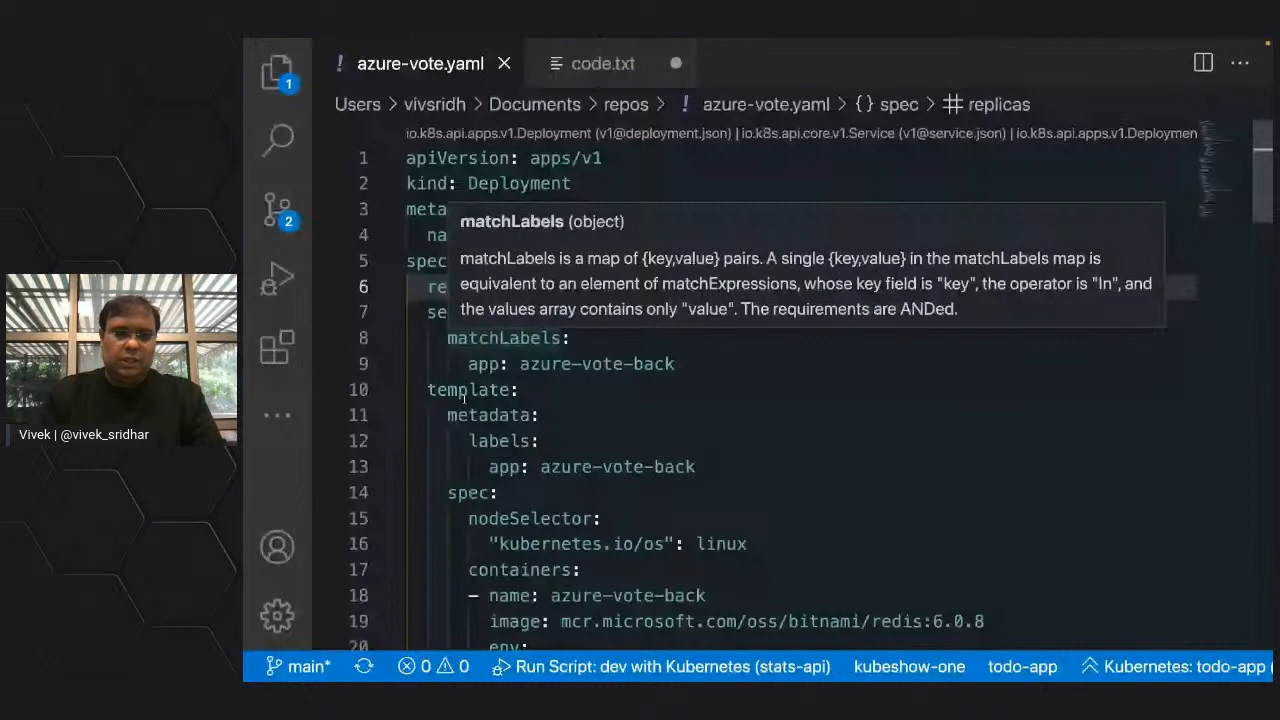 azure-vote.yaml
code.txt
Users > vivsridh > Documents > repos > ! azure-vote.yaml > {} spec > replicas
io.k8s.api.apps.v1.Deployment (v1@deployment.json) | io.k8s.api.core.v1.Service (v1@service.json) | io.k8s.api.apps.v1.Deploymen
1 apiVersion: apps/v1
2 kind: Deployment
3 meta
4 na
5 spec
6 re
7 se
matchLabels (object)
matchLabels is a map of {key,value} pairs. A single {key,value} in the matchLabels map is
equivalent to an element of matchExpressions, whose key field is "key", the operator is "In", and
the values array contains only "value". The requirements are ANDed.
8 matchLabels:
9 app: azure-vote-back
10 template:
11 metadata:
12 labels:
13 app: azure-vote-back
14 spec:
15 nodeSelector:
16 "kubernetes.io/os": linux
17 containers:
18 - name: azure-vote-back
19 image: mcr.microsoft.com/oss/bitnami/redis:6.0.8
20 env:
1
2
Vivek | @vivek_sridhar
main* 0 0 Run Script: dev with Kubernetes (stats-api) kubeshow-one todo-app Kubernetes: todo-app (